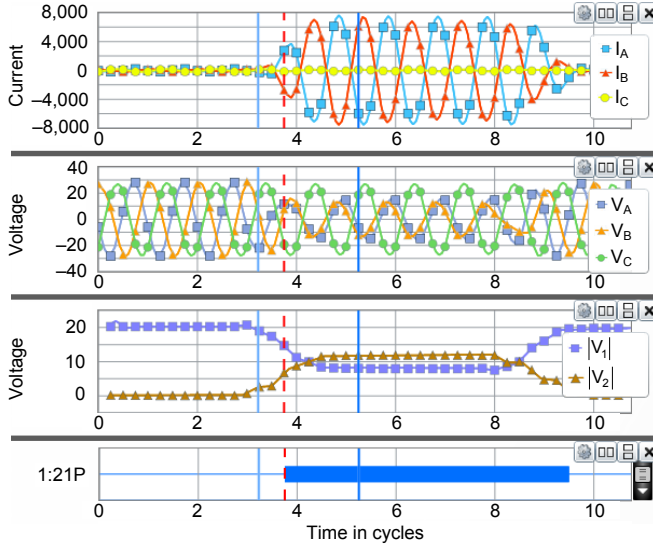 8,000
4,000
0
–4,000
–8,000
Current
I_A
I_B
I_C
0 2 4 6 8 10
40
20
0
–20
–40
Voltage
V_A
V_B
V_C
0 2 4 6 8 10
20
10
0
Voltage
|V_1|
|V_2|
0 2 4 6 8 10
1:21P
0 2 4 6 8 10
Time in cycles